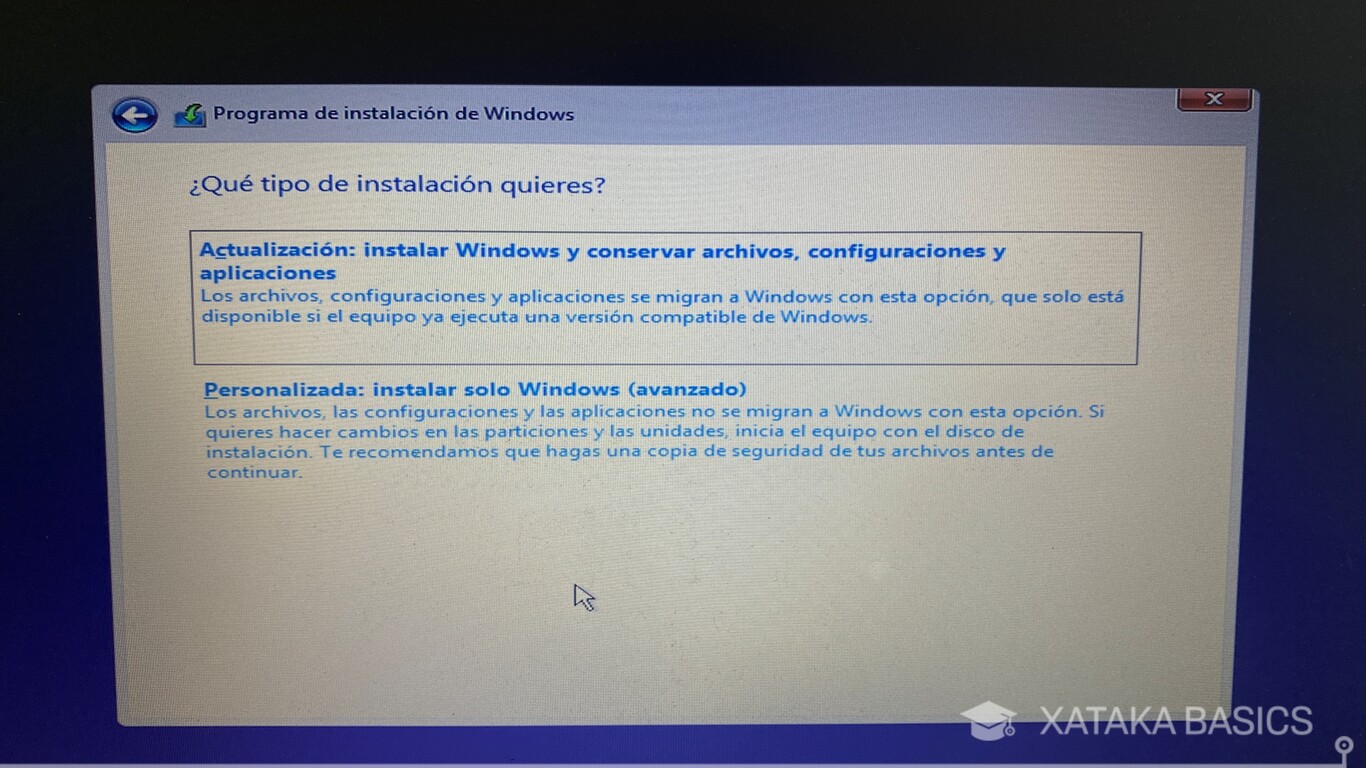 Programa de instalación de Windows
¿Qué tipo de instalación quieres?
Actualización: instalar Windows y conservar archivos, configuraciones y
aplicaciones
Los archivos, configuraciones y aplicaciones se migran a Windows con esta opción, que solo está
disponible si el equipo ya ejecuta una versión compatible de Windows.
Personalizada: instalar solo Windows (avanzado)
Los archivos, las configuraciones y las aplicaciones no se migran a Windows con esta opción. Si
quieres hacer cambios en las particiones y las unidades, inicia el equipo con el disco de
instalación. Te recomendamos que hagas una copia de seguridad de tus archivos antes de
continuar.
XATAKA BASICS